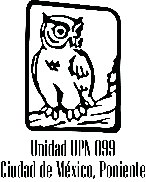 Unidad UPN 099
Ciudad de México, Poniente